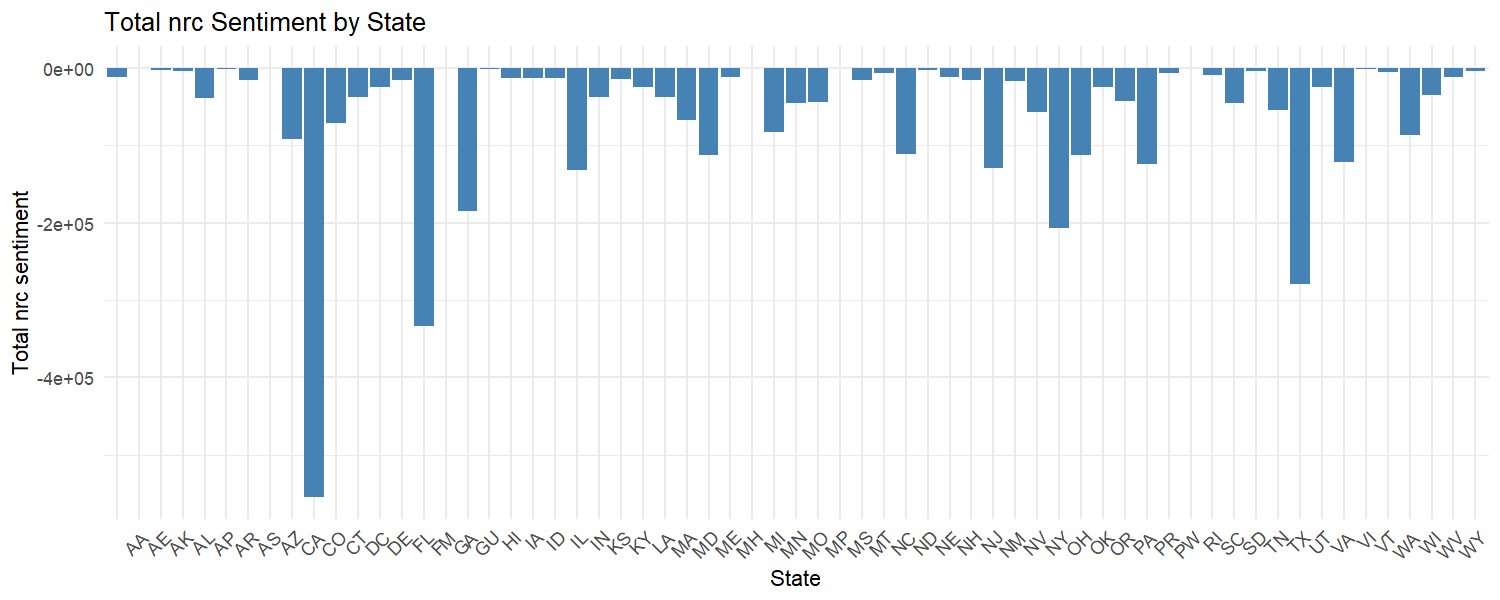 Total nrc Sentiment by State
Total nrc sentiment
0e+00
-2e+05
-4e+05
AA AE AK AL AP AR AS AZ CA CO CT DC DE FL FM GA GU HI IA ID IL IN KS KY LA MA MD ME MH MI MN MO MP MS MT NC ND NE NH NJ NM NV NY OH OK OR PA PR PW RI SC SD TN TX UT VA VI VT WA WI WV WY
State